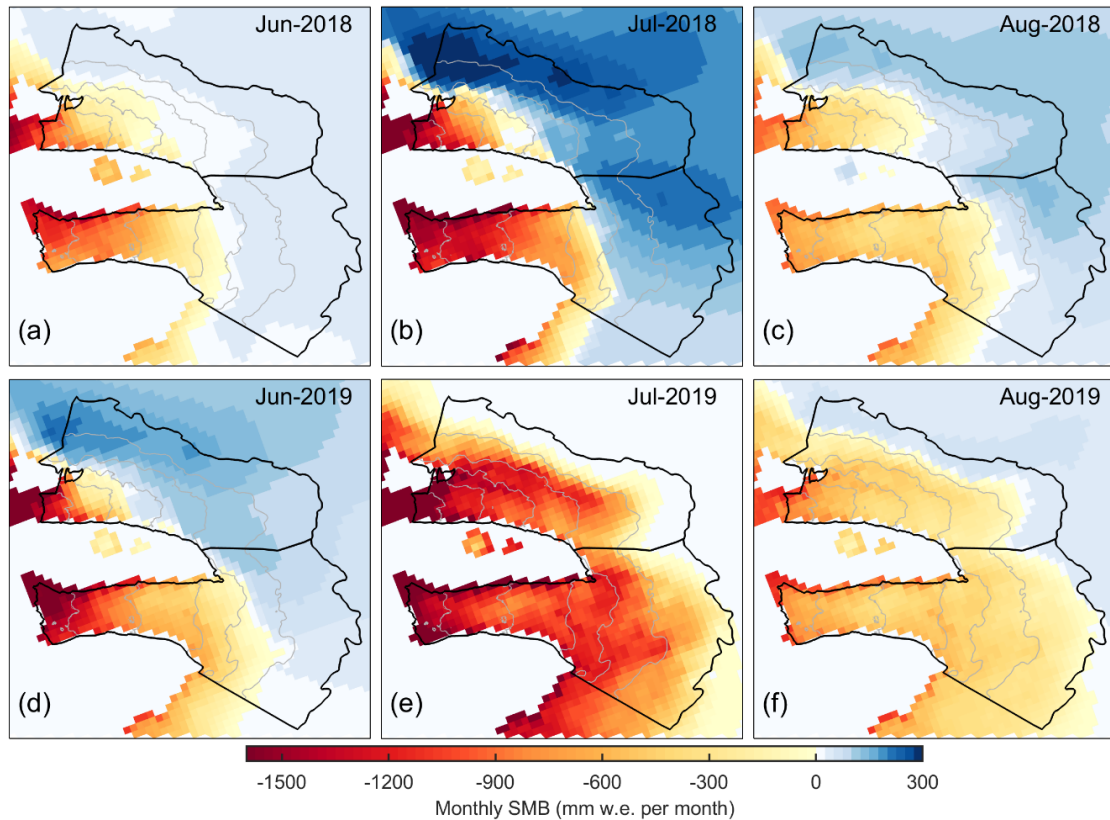 Jun-2018
Jul-2018
Aug-2018
(a)
(b)
(c)
Jun-2019
Jul-2019
Aug-2019
(d)
(e)
(f)
-1500 -1200 -900 -600 -300 0 300
Monthly SMB (mm w.e. per month)